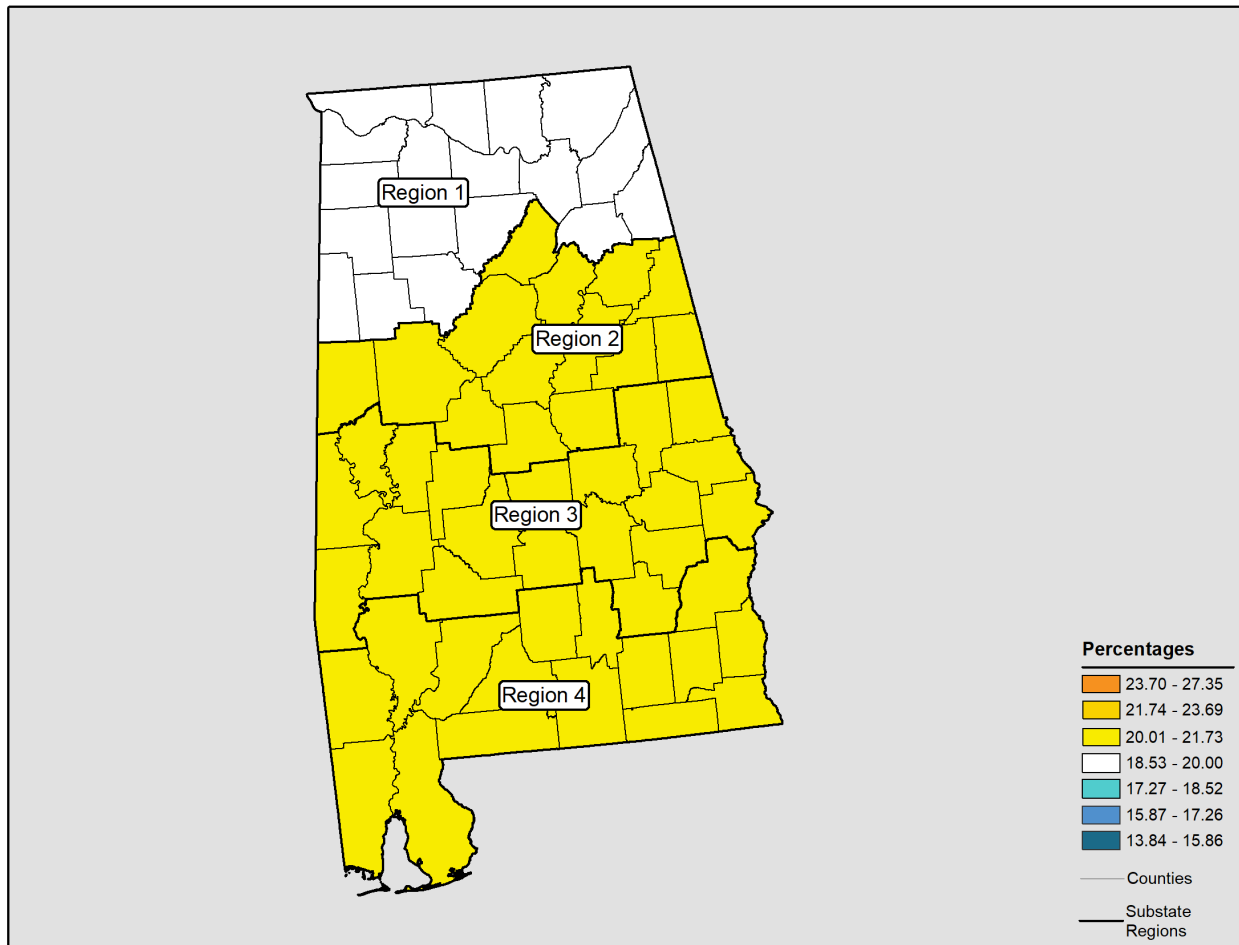 Region 1
Region 2
Region 3
Region 4
Percentages
23.70 - 27.35
21.74 - 23.69
20.01 - 21.73
18.53 - 20.00
17.27 - 18.52
15.87 - 17.26
13.84 - 15.86
Counties
Substate
Regions